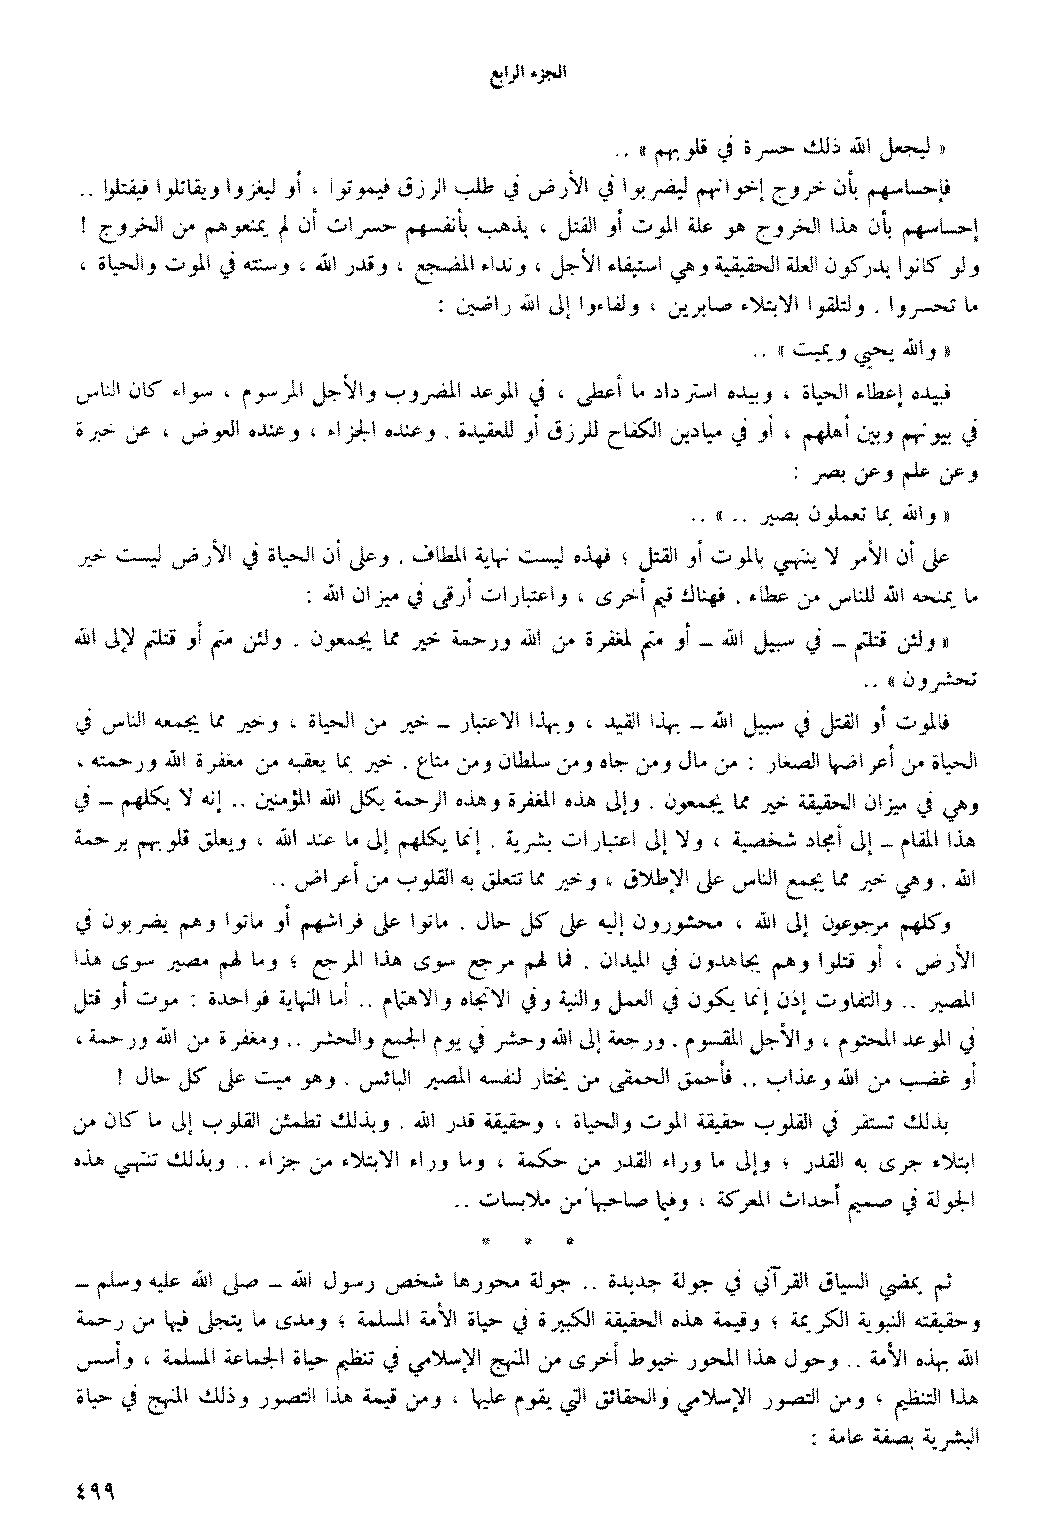 الجزء الرابع
« ليجعل الله ذلك حسرة في قلوبهم » ..
فإحساسهم بأن خروج إخوانهم ليضربوا في الأرض في طلب الرزق فيموتوا ، أو ليغزوا ويقاتلوا فيقتلوا ..
إحساسهم بأن هذا الخروج هو علة الموت أو القتل ، يذهب بأنفسهم حسرات أن لم يمنعوهم من الخروج !
ولو كانوا يدركون العلة الحقيقية وهي استيفاء الأجل ، ونداء المضجع ، وقدر الله ، وسنته في الموت والحياة ،
ما تحسروا . ولتلقوا الابتلاء صابرين ، ولفاءوا إلى الله راضين :
« والله يحيي ويميت » ..
فبيده إعطاء الحياة ، وبيده استرداد ما أعطى ، في الموعد المضروب والأجل المرسوم ، سواء كان الناس
في بيوتهم وبين أهلهم ، أو في ميادين الكفاح للرزق أو للعقيدة . وعنده الجزاء ، وعنده العوض ، عن خبرة
وعن علم وعن بصر :
« والله بما تعملون بصير .. » ..
على أن الأمر لا ينتهي بالموت أو القتل ؛ فهذه ليست نهاية المطاف . وعلى أن الحياة في الأرض ليست خير
ما يمنحه الله للناس من عطاء . فهناك قيم أخرى ، واعتبارات أرقى في ميزان الله :
« ولئن قتلتم – في سبيل الله – أو متم لمغفرة من الله ورحمة خير مما يجمعون . ولئن متم أو قتلتم لإلى الله
تحشرون » ..
فالموت أو القتل في سبيل الله – بهذا القيد ، وبهذا الاعتبار – خير من الحياة ، وخير مما يجمعه الناس في
الحياة من أعراضها الصغار : من مال ومن جاه ومن سلطان ومن متاع . خير بما يعقبه من مغفرة الله ورحمته ،
وهي في ميزان الحقيقة خير مما يجمعون . وإلى هذه المغفرة وهذه الرحمة يكل الله المؤمنين .. إنه لا يكلهم – في
هذا المقام – إلى أمجاد شخصية ، ولا إلى اعتبارات بشرية . إنما يكلهم إلى ما عند الله ، ويعلق قلوبهم برحمة
الله . وهي خير مما يجمع الناس على الإطلاق ، وخير مما تتعلق به القلوب من أعراض ..
وكلهم مرجوعون إلى الله ، محشورون إليه على كل حال . ماتوا على فراشهم أو ماتوا وهم يضربون في
الأرض ، أو قتلوا وهم يجاهدون في الميدان . فما لهم مرجع سوى هذا المرجع ؛ وما لهم مصير سوى هذا
المصير .. والتفاوت إذن إنما يكون في العمل والنية وفي الاتجاه والاهتمام .. أما النهاية فواحدة : موت أو قتل
في الموعد المحتوم ، والأجل المقسوم . ورجعة إلى الله وحشر في يوم الجمع والحشر .. ومغفرة من الله ورحمة ،
أو غضب من الله وعذاب .. فأحمق الحمقى من يختار لنفسه المصير البائس . وهو ميت على كل حال !
بذلك تستقر في القلوب حقيقة الموت والحياة ، وحقيقة قدر الله . وبذلك تطمئن القلوب إلى ما كان من
ابتلاء جرى به القدر ؛ وإلى ما وراء القدر من حكمة ، وما وراء الابتلاء من جزاء .. وبذلك تنتهي هذه
الجولة في صميم أحداث المعركة ، وفيما صاحبها من ملابسات ..
* * *
ثم يمضي السياق القرآني في جولة جديدة .. جولة محورها شخص رسول الله – صلى الله عليه وسلم –
وحقيقته النبوية الكريمة ؛ وقيمة هذه الحقيقة الكبيرة في حياة الأمة المسلمة ؛ ومدى ما يتجلى فيها من رحمة
الله بهذه الأمة .. وحول هذا المحور خيوط أخرى من المنهج الإسلامي في تنظيم حياة الجماعة المسلمة ، وأسس
هذا التنظيم ؛ ومن التصور الإسلامي والحقائق التي يقوم عليها ، ومن قيمة هذا التصور وذلك المنهج في حياة
البشرية بصفة عامة :
٤٩٩